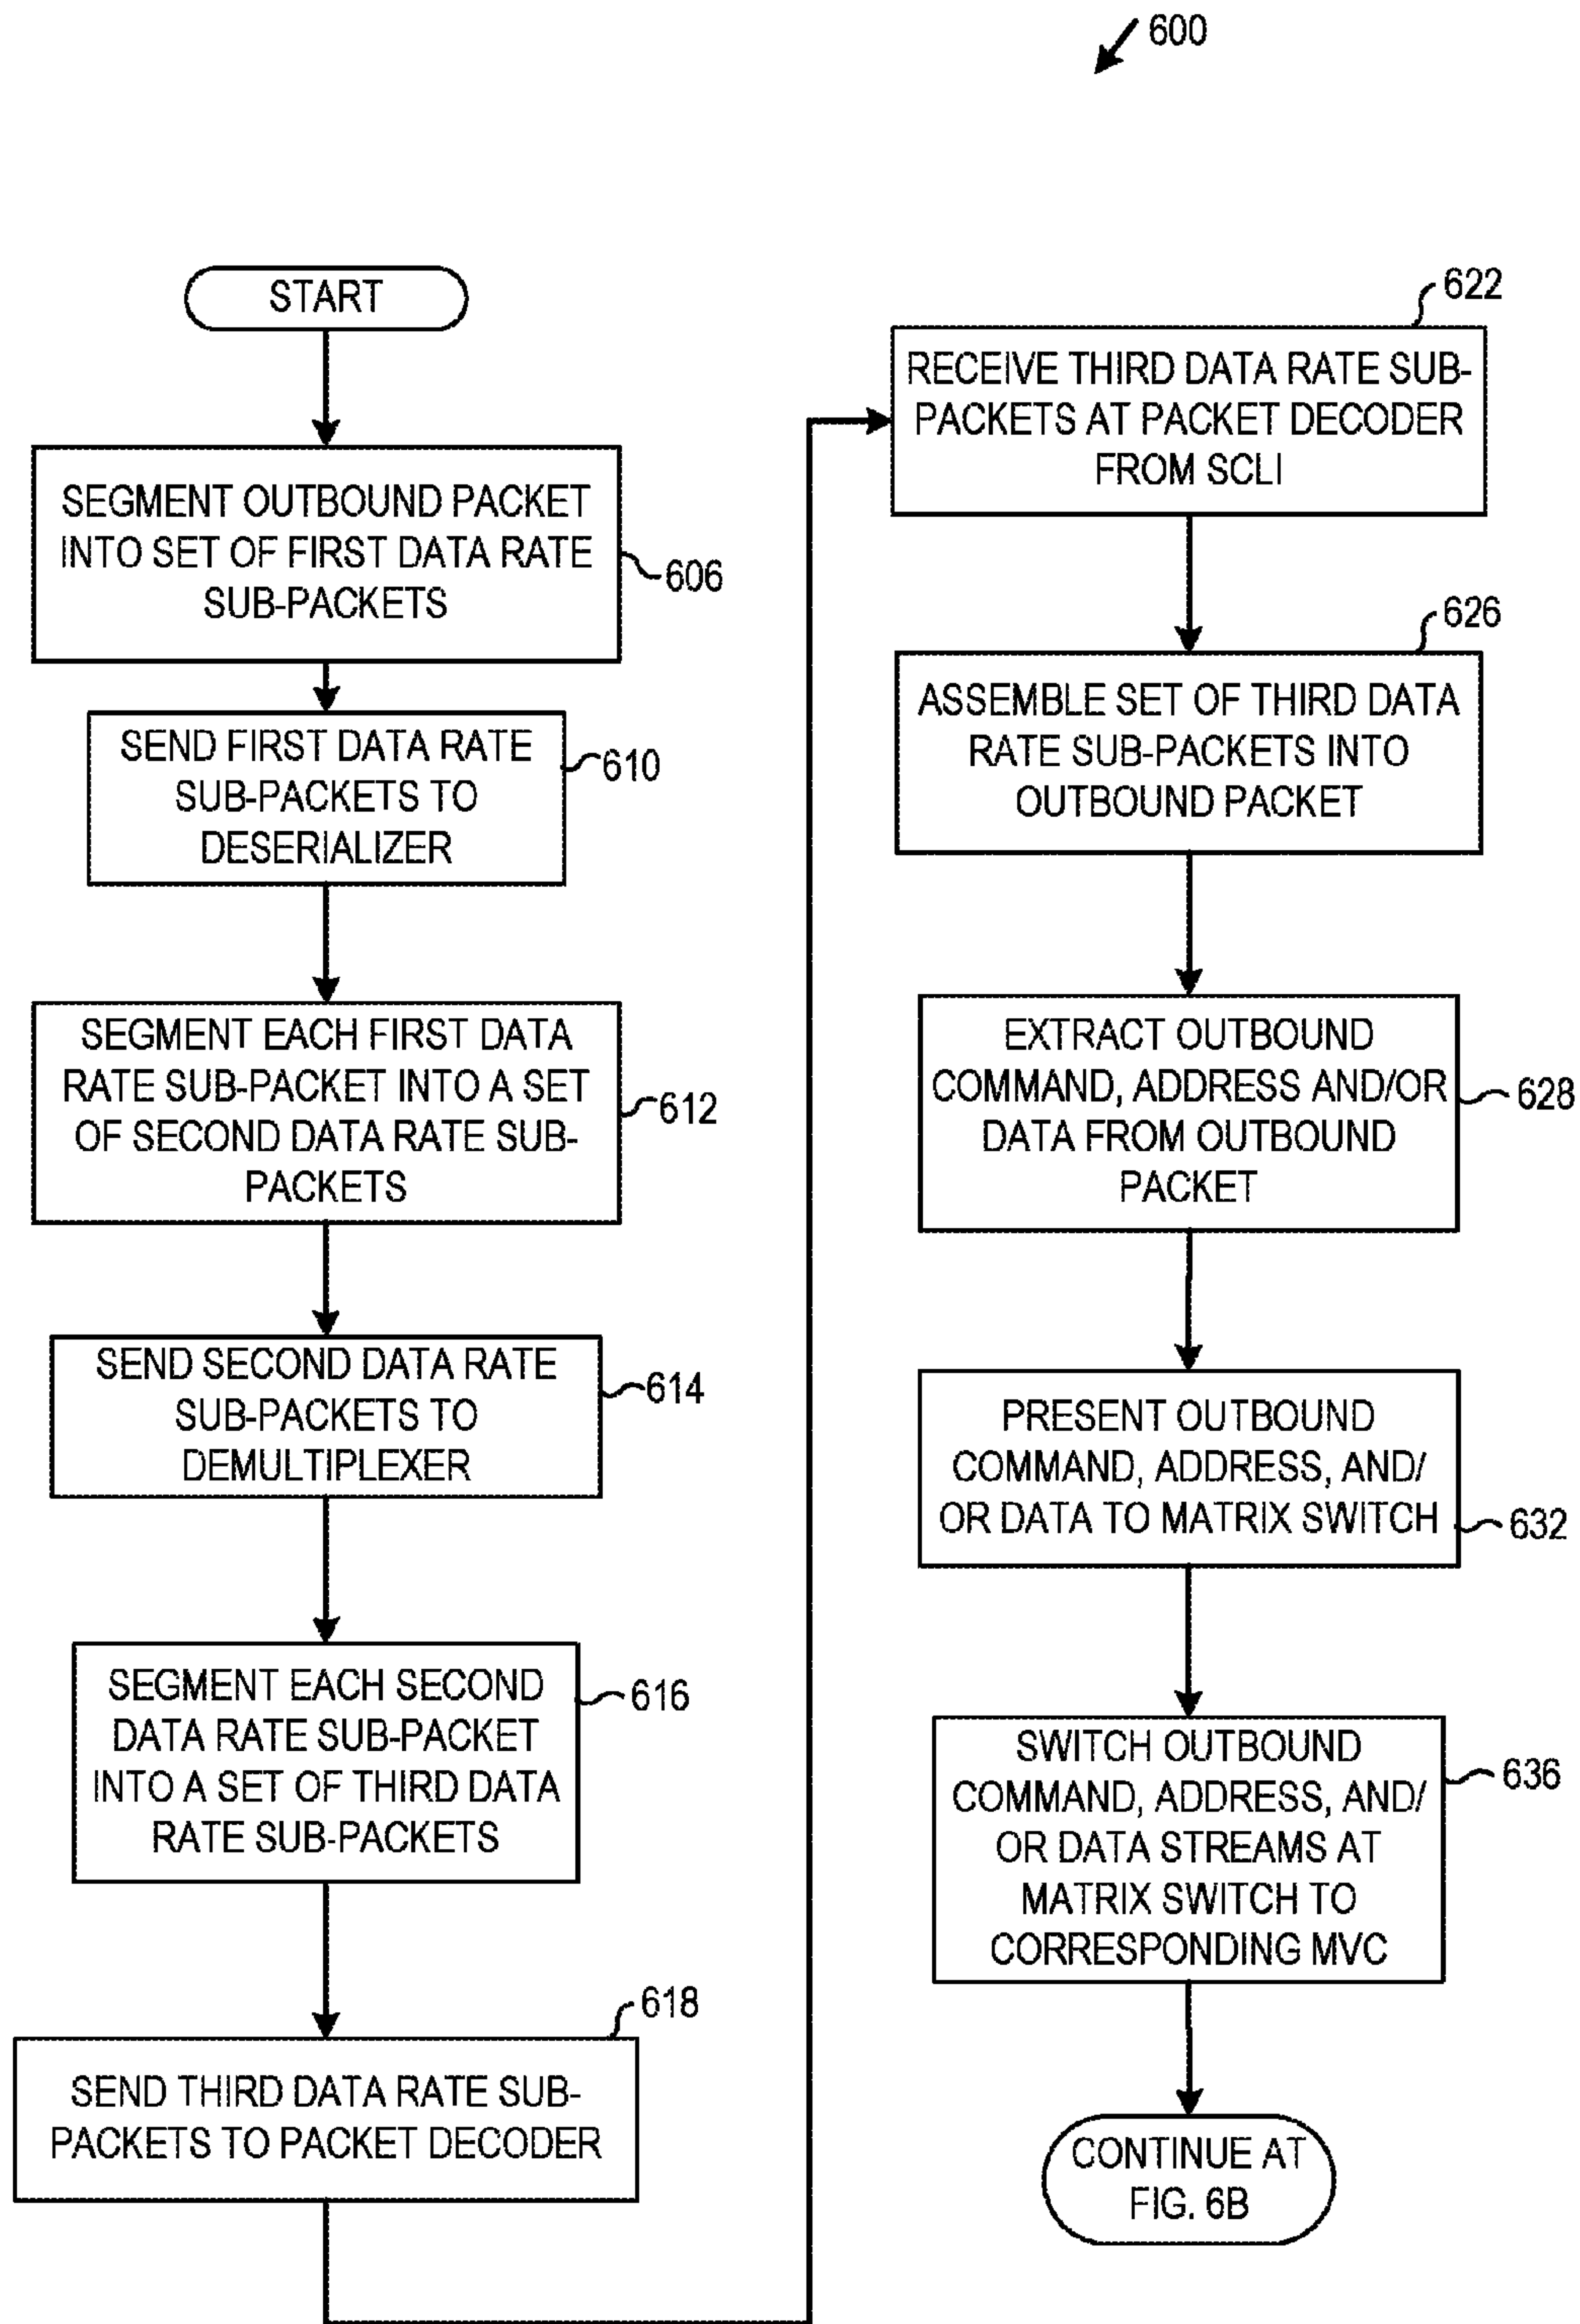 600
START
SEGMENT OUTBOUND PACKET
INTO SET OF FIRST DATA RATE
SUB-PACKETS
606
SEND FIRST DATA RATE
SUB-PACKETS TO
DESERIALIZER
610
SEGMENT EACH FIRST DATA
RATE SUB-PACKET INTO A SET
OF SECOND DATA RATE SUB-
PACKETS
612
SEND SECOND DATA RATE
SUB-PACKETS TO
DEMULTIPLEXER
614
SEGMENT EACH SECOND
DATA RATE SUB-PACKET
INTO A SET OF THIRD DATA
RATE SUB-PACKETS
616
618
SEND THIRD DATA RATE SUB-
PACKETS TO PACKET DECODER
622
RECEIVE THIRD DATA RATE SUB-
PACKETS AT PACKET DECODER
FROM SCLI
626
ASSEMBLE SET OF THIRD DATA
RATE SUB-PACKETS INTO
OUTBOUND PACKET
EXTRACT OUTBOUND
COMMAND, ADDRESS AND/OR
DATA FROM OUTBOUND
PACKET
628
PRESENT OUTBOUND
COMMAND, ADDRESS, AND/
OR DATA TO MATRIX SWITCH
632
SWITCH OUTBOUND
COMMAND, ADDRESS, AND/
OR DATA STREAMS AT
MATRIX SWITCH TO
CORRESPONDING MVC
636
CONTINUE AT
FIG. 6B